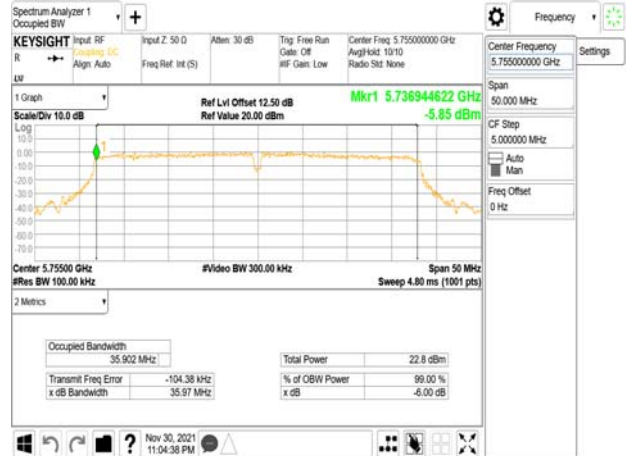 Spectrum Analyzer 1
Occupied BW
+
Frequency
KEYSIGHT
Input: RF
Coupling: DC
Align: Auto
Input Z: 50 Ω
Freq Ref: Int (S)
Atten: 30 dB
Trig: Free Run
Gate: Off
#IF Gain: Low
Center Freq: 5.755000000 GHz
Avg|Hold: 10/10
Radio Std: None
R
LXI
Center Frequency
5.755000000 GHz
Settings
Span
50.000 MHz
CF Step
5.000000 MHz
Auto
Man
Freq Offset
0 Hz
1 Graph
Scale/Div 10.0 dB
Ref Lvl Offset 12.50 dB
Ref Value 20.00 dBm
Mkr1 5.736944622 GHz
-5.85 dBm
Log
10.0
0.00
-10.0
-20.0
-30.0
-40.0
-50.0
-60.0
-70.0
1
Center 5.75500 GHz
#Res BW 100.00 kHz
#Video BW 300.00 kHz
Span 50 MHz
Sweep 4.80 ms (1001 pts)
2 Metrics
Occupied Bandwidth
35.902 MHz
Total Power 22.8 dBm
Transmit Freq Error -104.38 kHz
% of OBW Power 99.00 %
x dB Bandwidth 35.97 MHz
x dB -6.00 dB
?
Nov 30, 2021
11:04:38 PM